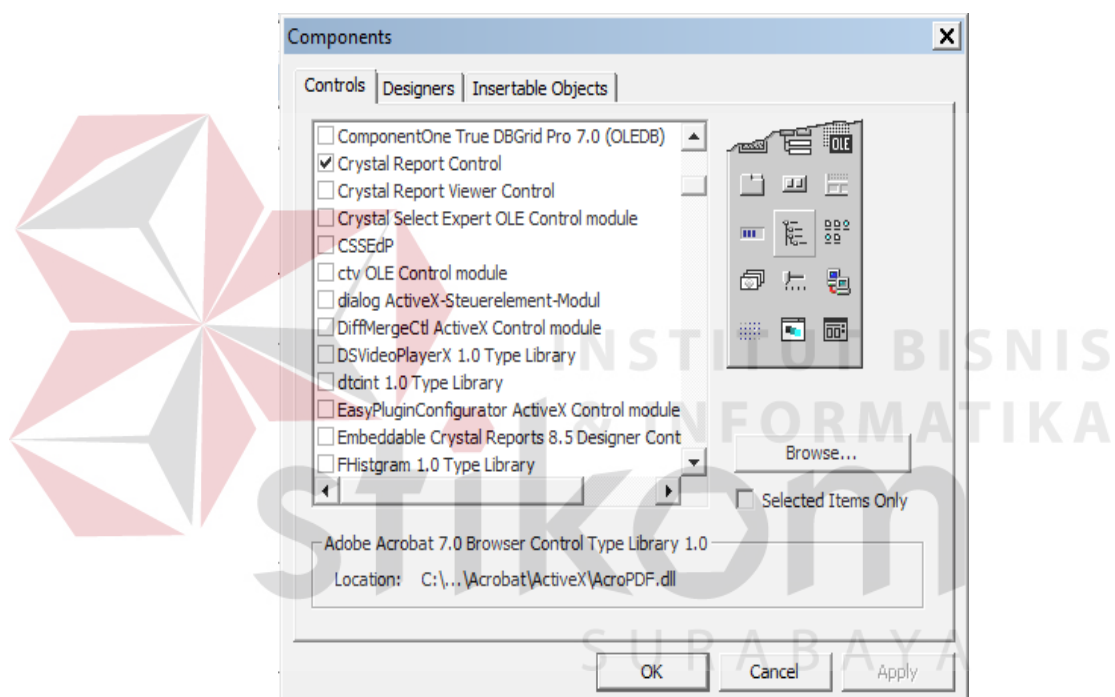 Components
Controls Designers Insertable Objects
ComponentOne True DBGrid Pro 7.0 (OLEDB)
Crystal Report Control
Crystal Report Viewer Control
Crystal Select Expert OLE Control module
CSSEdP
ctv OLE Control module
dialog ActiveX-Steuerelement-Modul
DiffMergeCtl ActiveX Control module
DSVideoPlayerX 1.0 Type Library
dtcint 1.0 Type Library
EasyPluginConfigurator ActiveX Control module
Embeddable Crystal Reports 8.5 Designer Cont
FHistgram 1.0 Type Library
OLE
Browse...
Selected Items Only
Adobe Acrobat 7.0 Browser Control Type Library 1.0
Location: C:\...\Acrobat\ActiveX\AcroPDF.dll
OK Cancel Apply
INSTITUT BISNIS
& INFORMATIKA
stikom
SURABAYA